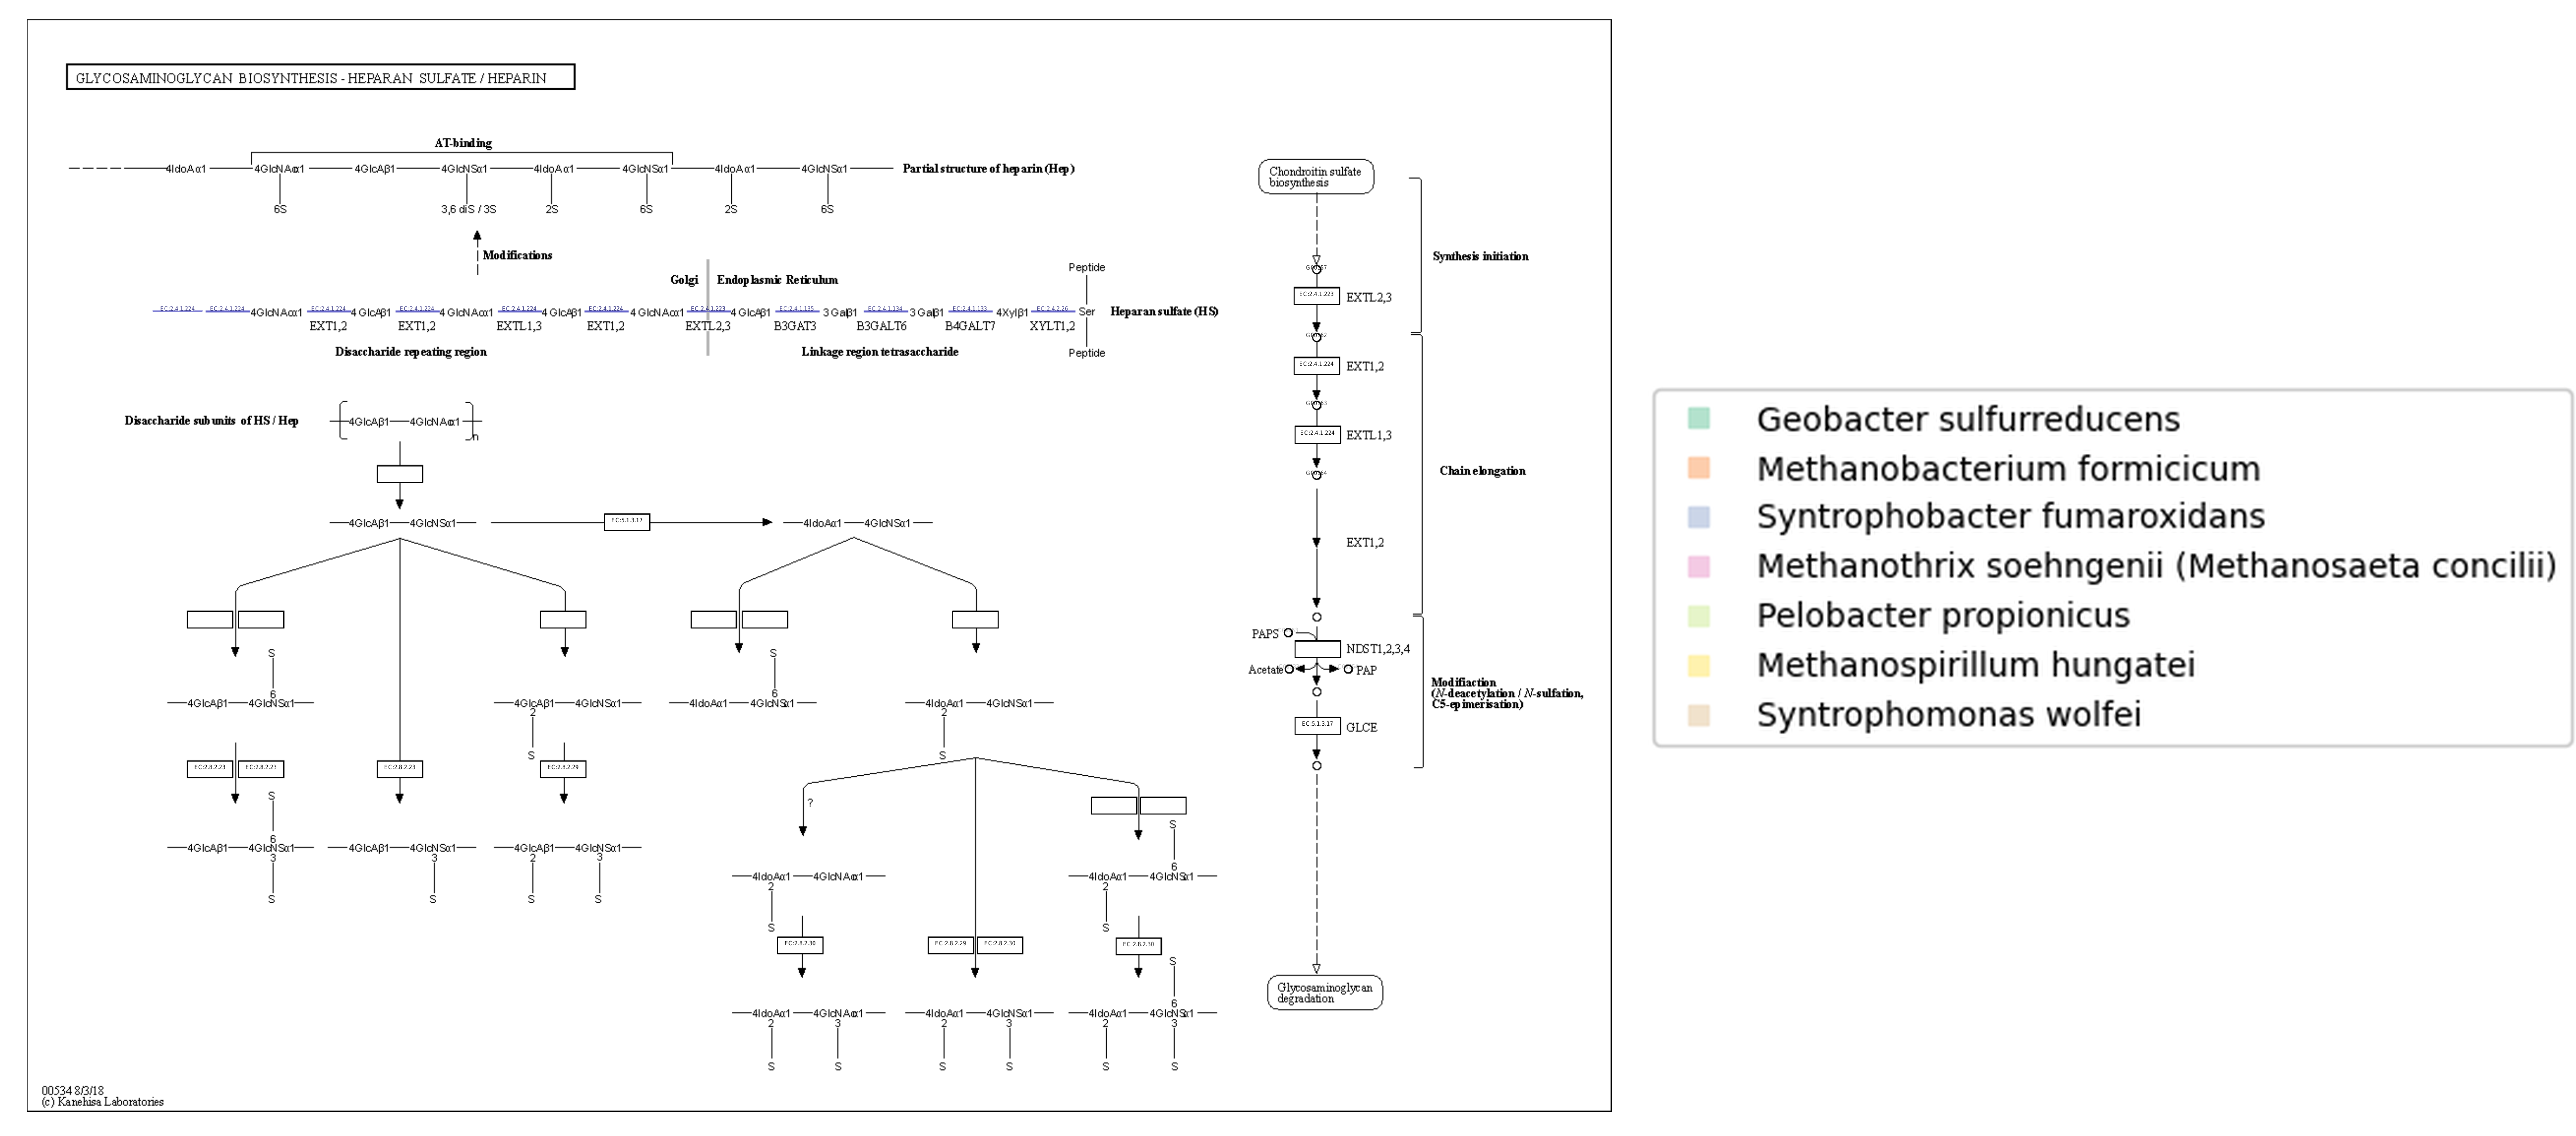 GLYCOSAMINOGLYCAN BIOSYNTHESIS - HEPARAN SULFATE / HEPARIN
AT-binding
4IdoAα1 4GlcNAα1 4GlcAβ1 4GlcNSα1 4IdoAα1 4GlcNSα1 4IdoAα1 4GlcNSα1 Partial structure of heparin (Hep)
6S 3,6 diS / 3S 2S 6S 2S 6S
Modifications
Golgi Endoplasmic Reticulum
Peptide
EC:2.4.1.224 EC:2.4.1.224 4GlcNAcα1 EC:2.4.1.224 4GlcAβ1 EC:2.4.1.224 4GlcNAcα1 EC:2.4.1.224 4GlcAβ1 EC:2.4.1.224 4GlcNAcα1 EC:2.4.1.223 4GlcAβ1 EC:2.4.1.135 3Galβ1 EC:2.4.1.134 3Galβ1 EC:2.4.1.133 4Xylβ1 EC:2.4.2.26 Ser Heparan sulfate (HS)
EXT1,2 EXT1,2 EXTL1,3 EXT1,2 EXTL2,3 B3GAT3 B3GALT6 B4GALT7 XYLT1,2
Disaccharide repeating region Linkage region tetrasaccharide
Peptide
Disaccharide subunits of HS / Hep
4GlcAβ1 4GlcNAα1 n
4GlcAβ1 4GlcNSα1 EC:5.1.3.17 4IdoAα1 4GlcNSα1
S S
6 6
4GlcAβ1 4GlcNSα1 4GlcAβ1 4GlcNSα1 4IdoAα1 4GlcNSα1 4IdoAα1 4GlcNSα1
2 2
S S
EC:2.8.2.23 EC:2.8.2.23 EC:2.8.2.23 EC:2.8.2.29
S
6
4GlcAβ1 4GlcNSα1 4GlcAβ1 4GlcNSα1 4GlcAβ1 4GlcNSα1
3 3 2 3
S S S S
?
S
6
4IdoAα1 4GlcNAα1 4IdoAα1 4GlcNSα1
2 2
S S
EC:2.8.2.30 EC:2.8.2.29 EC:2.8.2.30 EC:2.8.2.30
S
6
4IdoAα1 4GlcNAα1 4IdoAα1 4GlcNSα1 4IdoAα1 4GlcNSα1
2 3 2 3 2 3
S S S S S S
Chondroitin sulfate
biosynthesis
Synthesis initiation
EC:2.4.1.223 EXTL2,3
EC:2.4.1.224 EXT1,2
EC:2.4.1.224 EXTL1,3
Chain elongation
EXT1,2
PAPS
NDST1,2,3,4
Acetate PAP
Modifiaction
(N-deacetylation / N-sulfation,
C5-epimerisation)
EC:5.1.3.17 GLCE
Glycosaminoglycan
degradation
00534 8/3/18
(c) Kanehisa Laboratories
Geobacter sulfurreducens
Methanobacterium formicicum
Syntrophobacter fumaroxidans
Methanothrix soehngenii (Methanosaeta concilii)
Pelobacter propionicus
Methanospirillum hungatei
Syntrophomonas wolfei